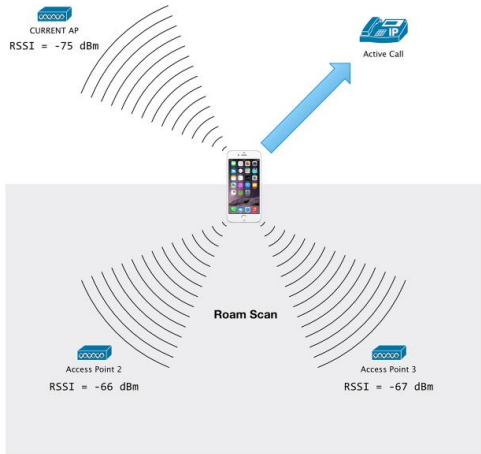 CURRENT AP
RSSI = -75 dBm
IP
Active Call
Roam Scan
Access Point 2
RSSI = -66 dBm
Access Point 3
RSSI = -67 dBm